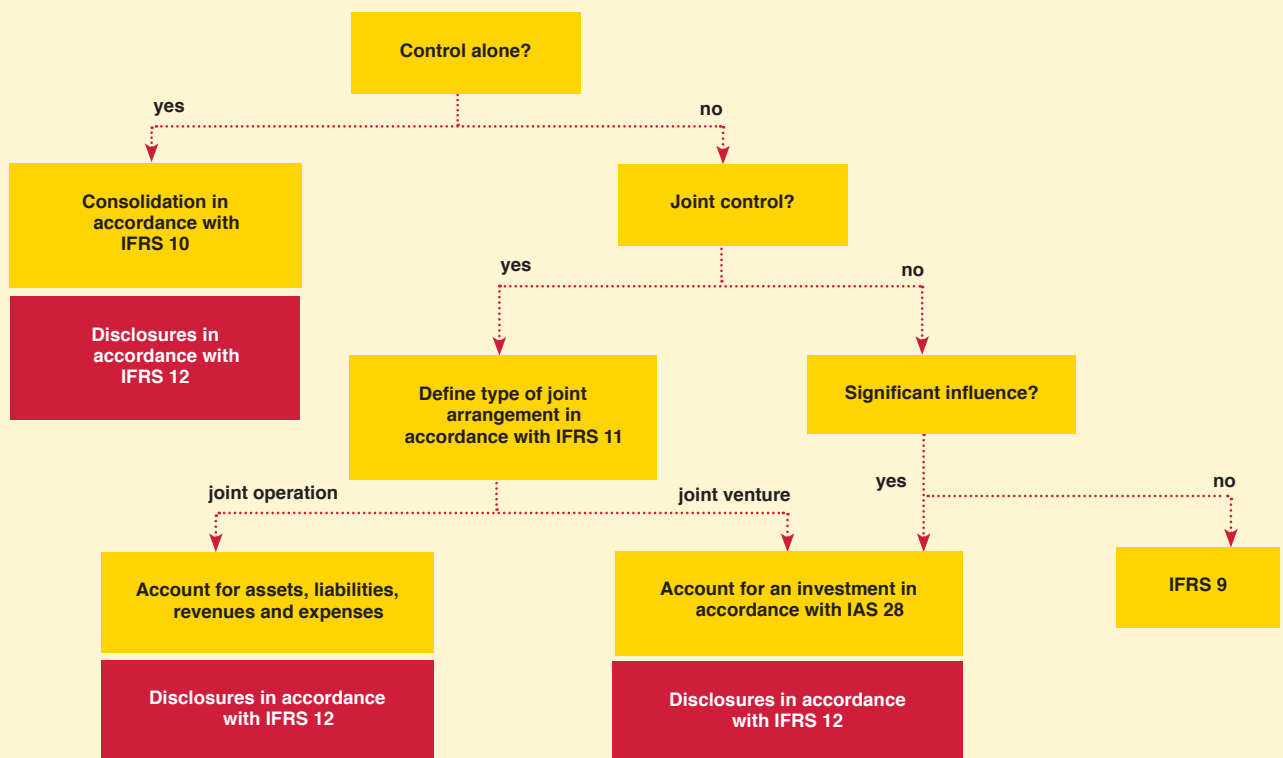 Control alone?
yes
no
Consolidation in
accordance with
IFRS 10
Joint control?
Disclosures in
accordance with
IFRS 12
yes
no
Define type of joint
arrangement in
accordance with IFRS 11
Significant influence?
joint operation
joint venture
yes
no
Account for assets, liabilities,
revenues and expenses
Account for an investment in
accordance with IAS 28
IFRS 9
Disclosures in accordance
with IFRS 12
Disclosures in accordance
with IFRS 12